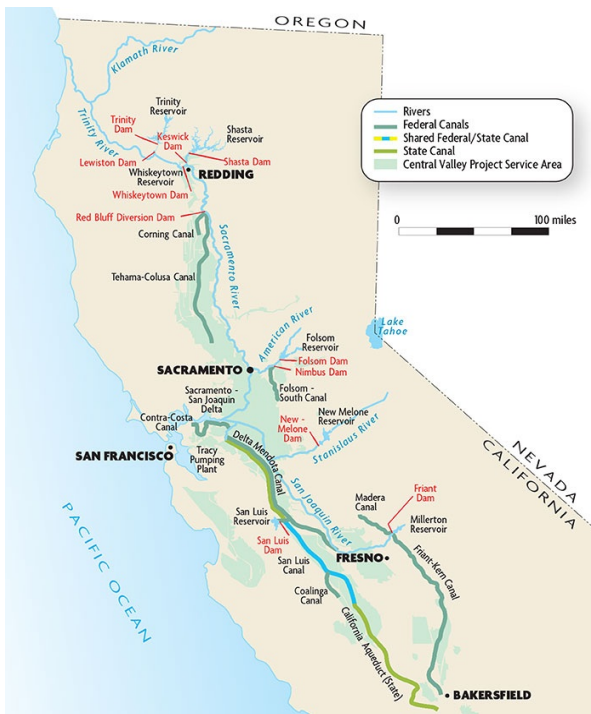 OREGON
Klamath River
Trinity
Reservoir
Trinity
Dam
Trinity River
Keswick
Dam
Shasta
Reservoir
Lewiston Dam
Shasta Dam
Whiskeytown
Reservoir
REDDING
Whiskeytown Dam
Red Bluff Diversion Dam
Corning Canal
Sacramento River
Tehama-Colusa Canal
Rivers
Federal Canals
Shared Federal/State Canal
State Canal
Central Valley Project Service Area
0
100 miles
American River
Lake
Tahoe
Folsom
Reservoir
Folsom Dam
Nimbus Dam
SACRAMENTO
Folsom -
South Canal
Sacramento -
San Joaquin
Delta
Contra-Costa
Canal
New -
Melone
Dam
New Melone
Reservoir
Stanislaus River
SAN FRANCISCO
Tracy
Pumping
Plant
Delta Mendota Canal
NEVADA
CALIFORNIA
San Joaquin River
Madera
Canal
Friant
Dam
Millerton
Reservoir
San Luis
Reservoir
San Luis
Dam
San Luis
Canal
FRESNO
Friant-Kern Canal
Coalinga
Canal
California Aqueduct (State)
PACIFIC OCEAN
BAKERSFIELD